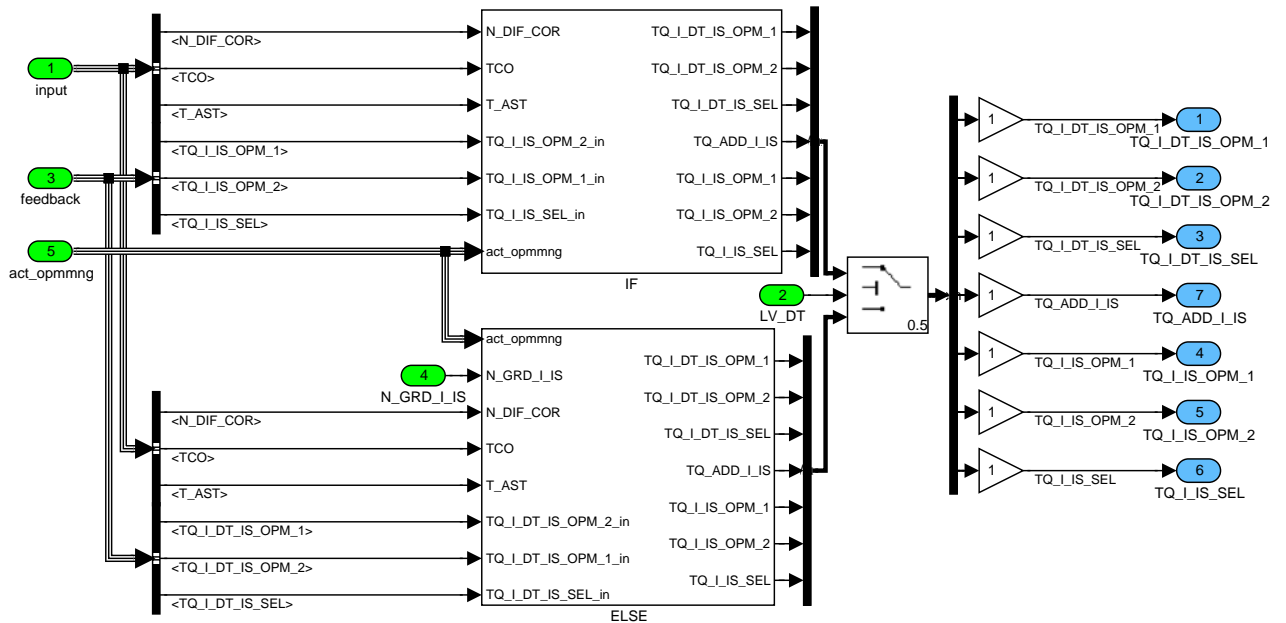 1
input
3
feedback
5
act_opmmng
<N_DIF_COR>
<TCO>
<T_AST>
<TQ_I_IS_OPM_1>
<TQ_I_IS_OPM_2>
<TQ_I_IS_SEL>
N_DIF_COR
TCO
T_AST
TQ_I_IS_OPM_2_in
TQ_I_IS_OPM_1_in
TQ_I_IS_SEL_in
act_opmmng
TQ_I_DT_IS_OPM_1
TQ_I_DT_IS_OPM_2
TQ_I_DT_IS_SEL
TQ_ADD_I_IS
TQ_I_IS_OPM_1
TQ_I_IS_OPM_2
TQ_I_IS_SEL
IF
4
N_GRD_I_IS
<N_DIF_COR>
<TCO>
<T_AST>
<TQ_I_DT_IS_OPM_1>
<TQ_I_DT_IS_OPM_2>
<TQ_I_DT_IS_SEL>
act_opmmng
N_GRD_I_IS
N_DIF_COR
TCO
T_AST
TQ_I_DT_IS_OPM_2_in
TQ_I_DT_IS_OPM_1_in
TQ_I_DT_IS_SEL_in
TQ_I_DT_IS_OPM_1
TQ_I_DT_IS_OPM_2
TQ_I_DT_IS_SEL
TQ_ADD_I_IS
TQ_I_IS_OPM_1
TQ_I_IS_OPM_2
TQ_I_IS_SEL
ELSE
2
LV_DT
0.5
1
TQ_I_DT_IS_OPM_1
1
TQ_I_DT_IS_OPM_1
1
TQ_I_DT_IS_OPM_2
2
TQ_I_DT_IS_OPM_2
1
TQ_I_DT_IS_SEL
3
TQ_I_DT_IS_SEL
1
TQ_ADD_I_IS
7
TQ_ADD_I_IS
1
TQ_I_IS_OPM_1
4
TQ_I_IS_OPM_1
1
TQ_I_IS_OPM_2
5
TQ_I_IS_OPM_2
1
TQ_I_IS_SEL
6
TQ_I_IS_SEL